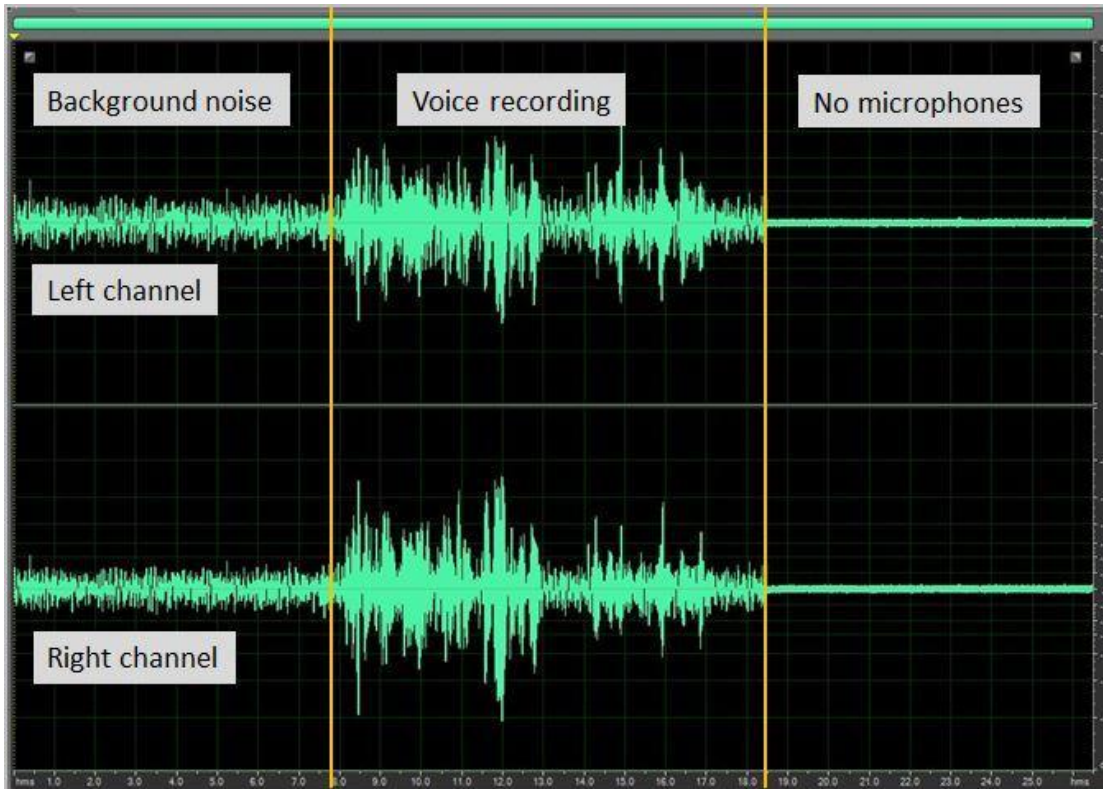 Background noise Voice recording No microphones
Left channel
Right channel
hms 1.0 2.0 3.0 4.0 5.0 6.0 7.0 8.0 9.0 10.0 11.0 12.0 13.0 14.0 15.0 16.0 17.0 18.0 19.0 20.0 21.0 22.0 23.0 24.0 25.0 hms